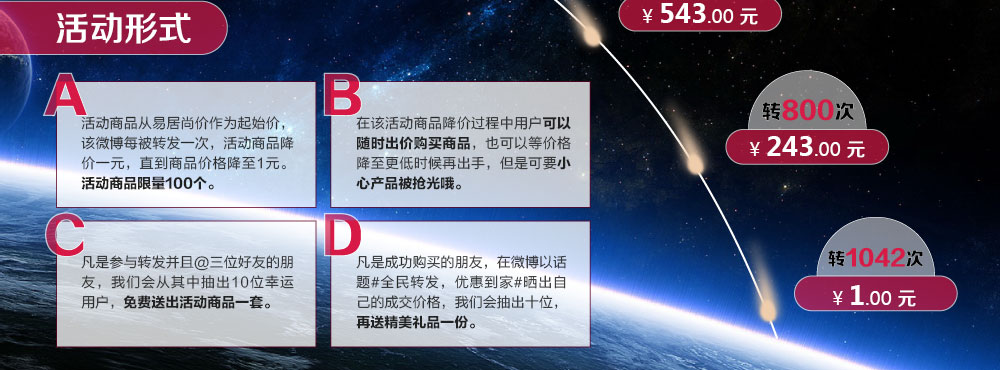 活动形式
A
活动商品从易居尚价作为起始价，
该微博每被转发一次，活动商品降
价一元，直到商品价格降至1元。
活动商品限量100个。
B
在该活动商品降价过程中用户可以
随时出价购买商品，也可以等价格
降至更低时候再出手，但是可要小
心产品被抢光哦。
C
凡是参与转发并且@三位好友的朋
友，我们会从其中抽出10位幸运
用户，免费送出活动商品一套。
D
凡是成功购买的朋友，在微博以话
题#全民转发，优惠到家#晒出自
己的成交价格，我们会抽出十位，
再送精美礼品一份。
¥ 543.00 元
转800次
¥ 243.00 元
转1042次
¥ 1.00 元